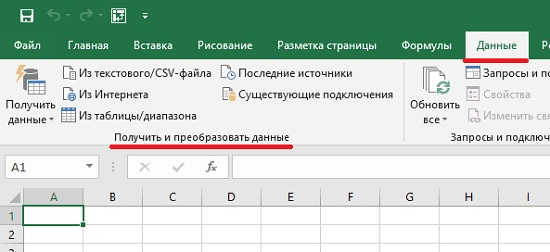 Файл Главная Вставка Рисование Разметка страницы Формулы Данные
Получить данные
Из текстового/CSV-файла
Из Интернета
Из таблицы/диапазона
Последние источники
Существующие подключения
Получить и преобразовать данные
Обновить все
Запросы и по
Свойства
Изменить свя
Запросы и подключ
A1 fx
A B C D E F G H I
1
2
3